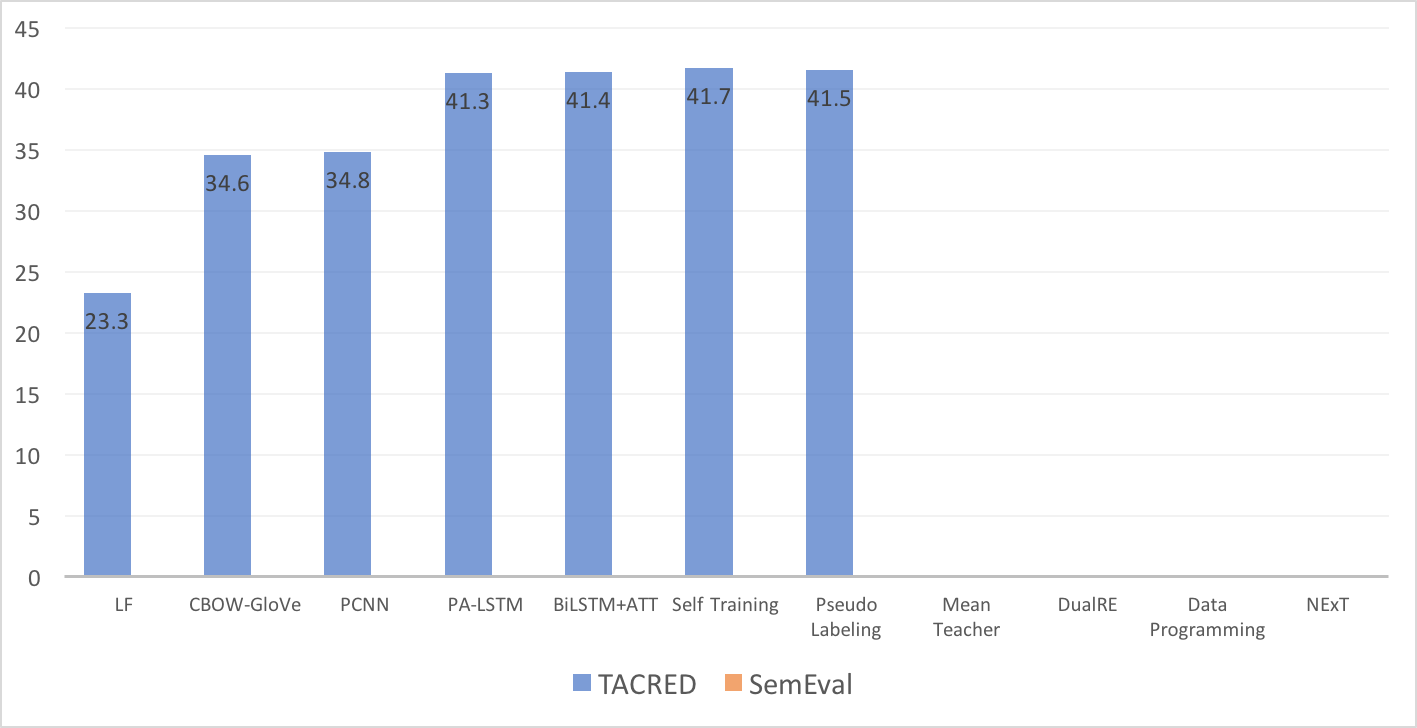 45
40
35
30
25
20
15
10
5
0
23.3
34.6
34.8
41.3
41.4
41.7
41.5
LF
CBOW-GloVe
PCNN
PA-LSTM
BiLSTM+ATT
Self Training
Pseudo
Labeling
Mean
Teacher
DualRE
Data
Programming
NExT
TACRED
SemEval